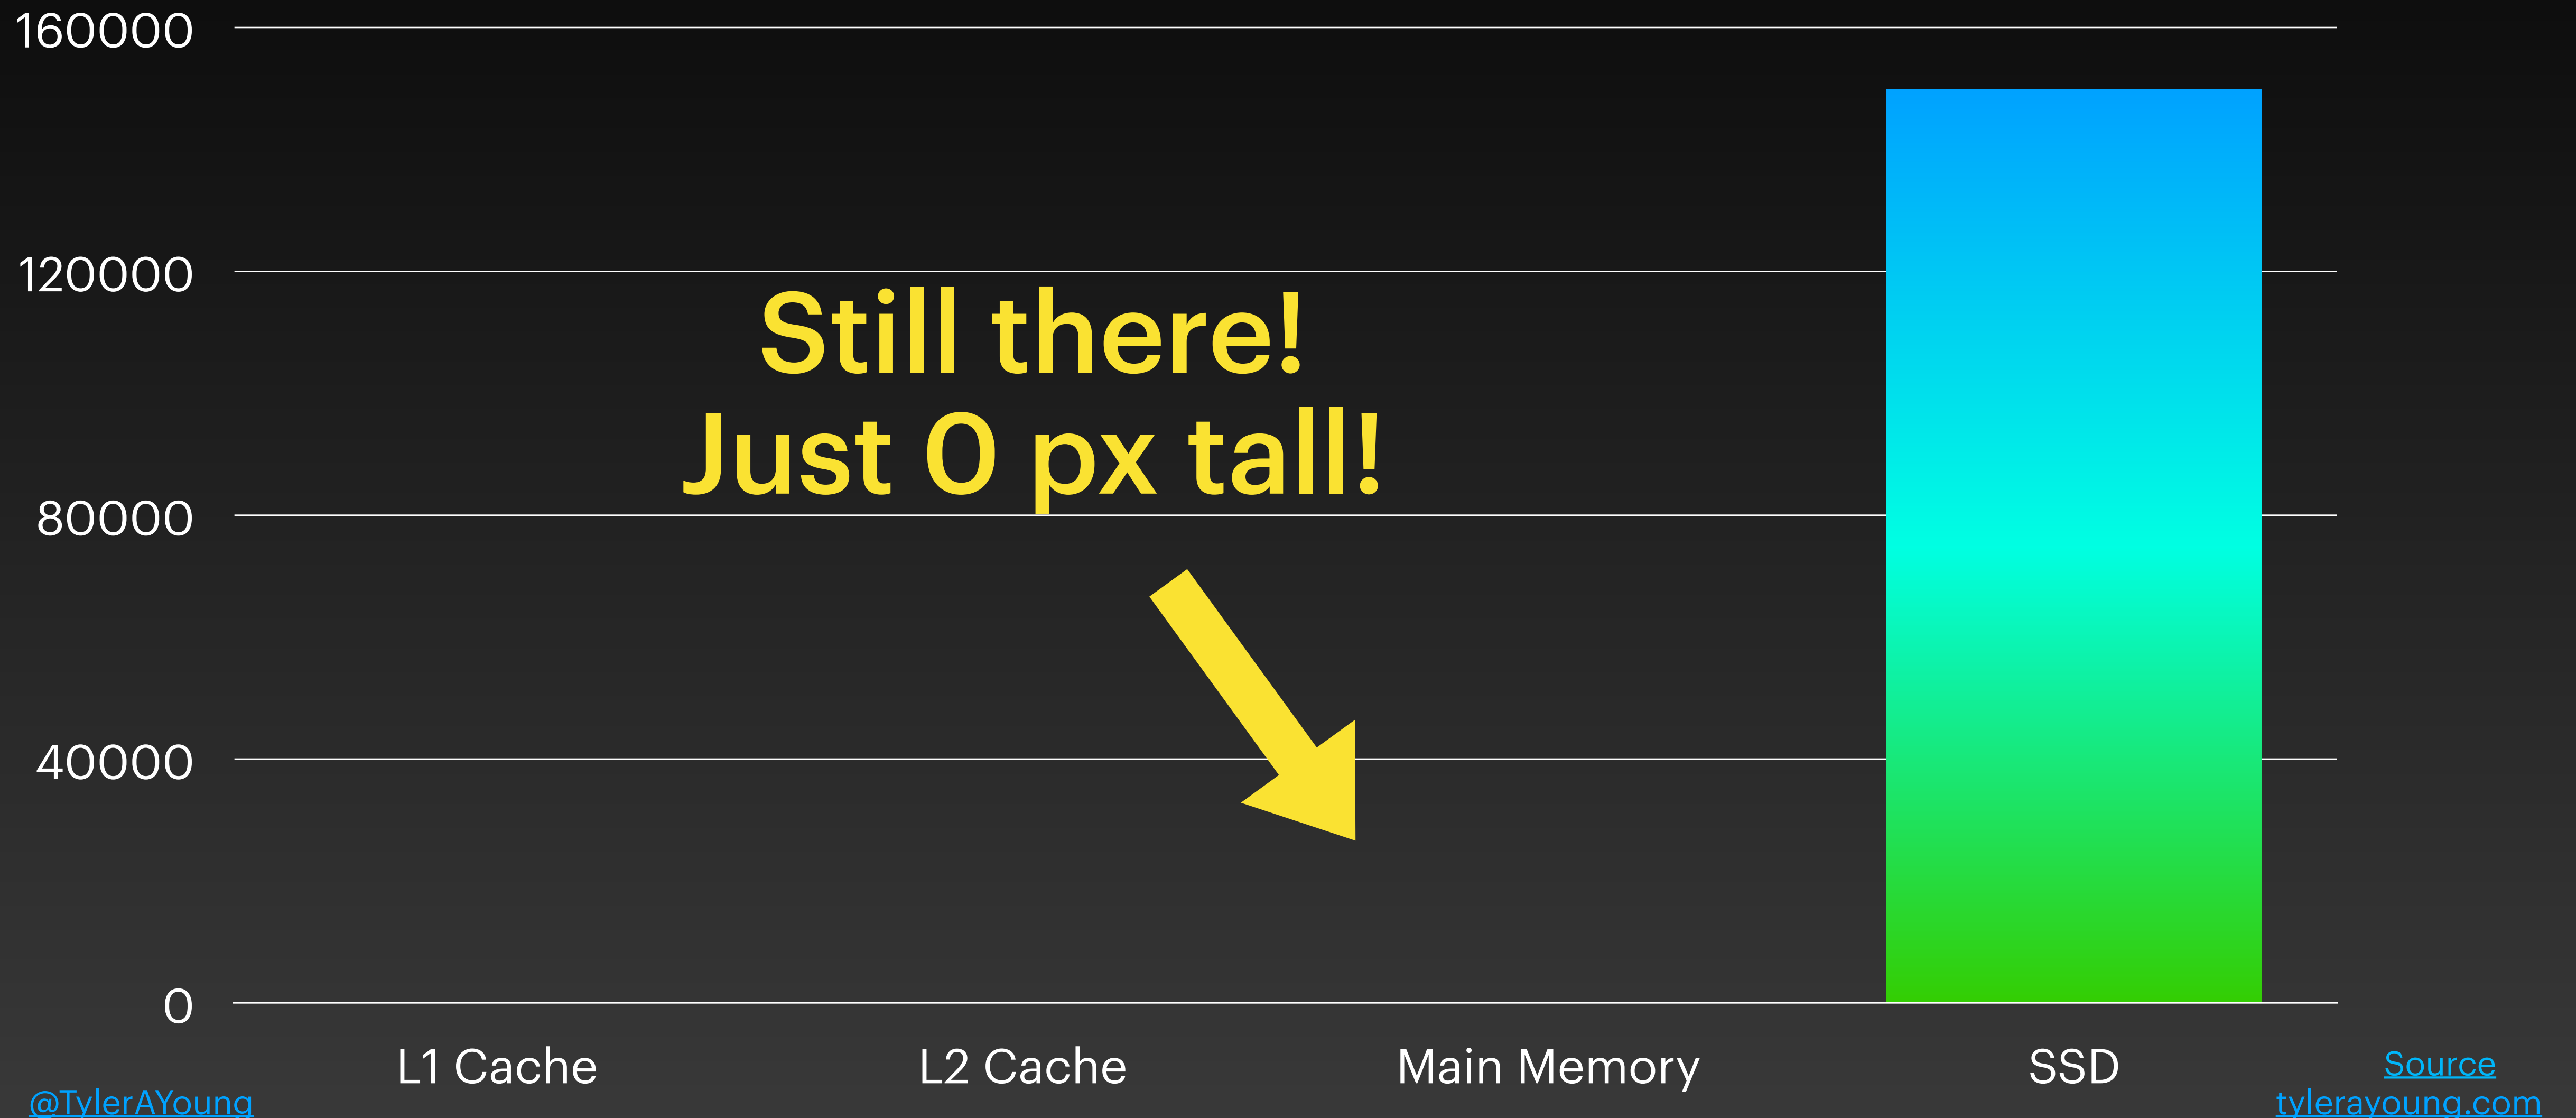 160000
120000
Still there!
Just 0 px tall!
80000
40000
0
L1 Cache
L2 Cache
Main Memory
SSD
Source
@TylerAYoung
tylerayoung.com